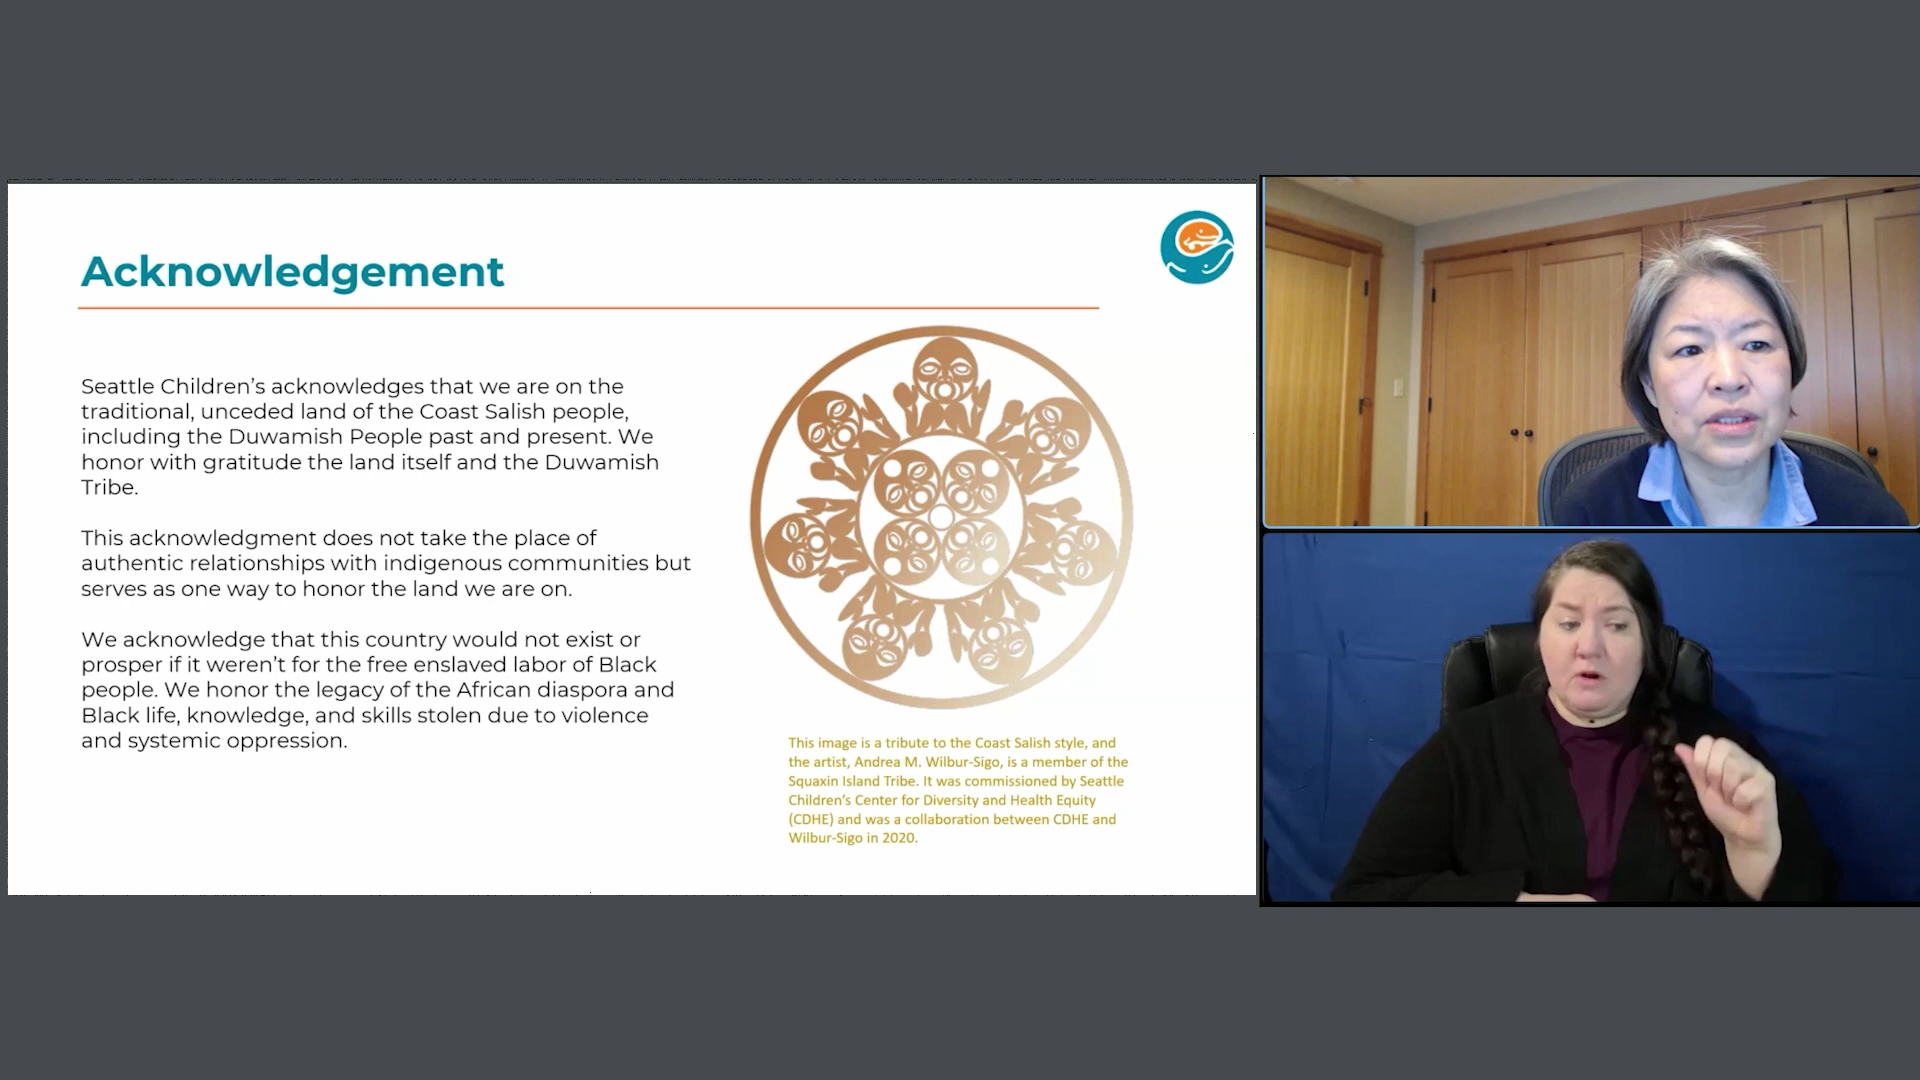 Acknowledgement
Seattle Children's acknowledges that we are on the
traditional, unceded land of the Coast Salish people,
including the Duwamish People past and present. We
honor with gratitude the land itself and the Duwamish
Tribe.
This acknowledgment does not take the place of
authentic relationships with indigenous communities but
serves as one way to honor the land we are on.
We acknowledge that this country would not exist or
prosper if it weren't for the free enslaved labor of Black
people. We honor the legacy of the African diaspora and
Black life, knowledge, and skills stolen due to violence
and systemic oppression.
This image is a tribute to the Coast Salish style, and
the artist, Andrea M. Wilbur-Sigo, is a member of the
Squaxin Island Tribe. It was commissioned by Seattle
Children's Center for Diversity and Health Equity
(CDHE) and was a collaboration between CDHE and
Wilbur-Sigo in 2020.